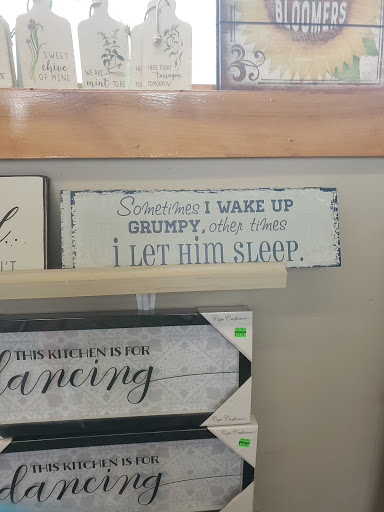 BLOOMERS
SWEET
chive
OF MINE
WE ARE
mint TO BE
HERE TODAY
tarragon
TOMORROW
Sometimes I WAKE UP
GRUMPY, other times
i LET HiM SLEEP.
THIS KITCHEN IS FOR
dancing
THIS KITCHEN IS FOR
dancing